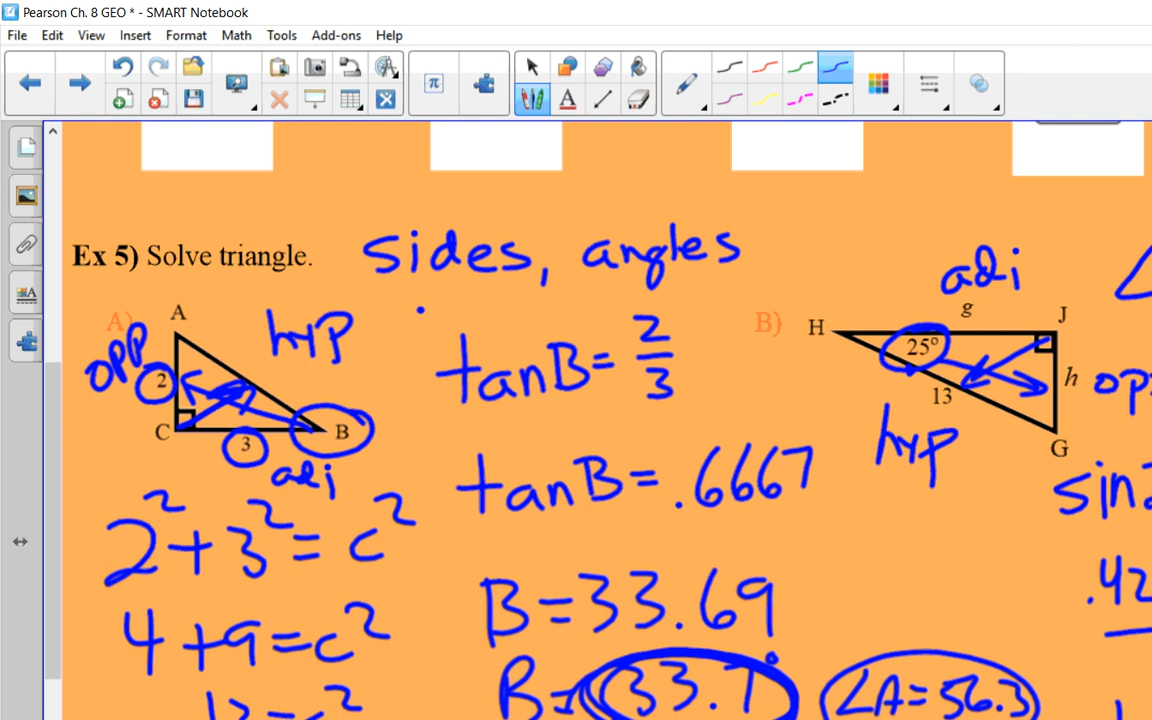 Pearson Ch. 8 GEO * - SMART Notebook
File Edit View Insert Format Math Tools Add-ons Help
Ex 5) Solve triangle. sides, angles
A)
A
opp
hyp
2
C
3
B
adj
2² + 3² = c²
4 + 9 = c²
tan B = 2/3
tan B = .6667
B = 33.69
B = 33.7°
∠A = 56.3
B)
H
adj
g
J
25°
h
13
hyp
G